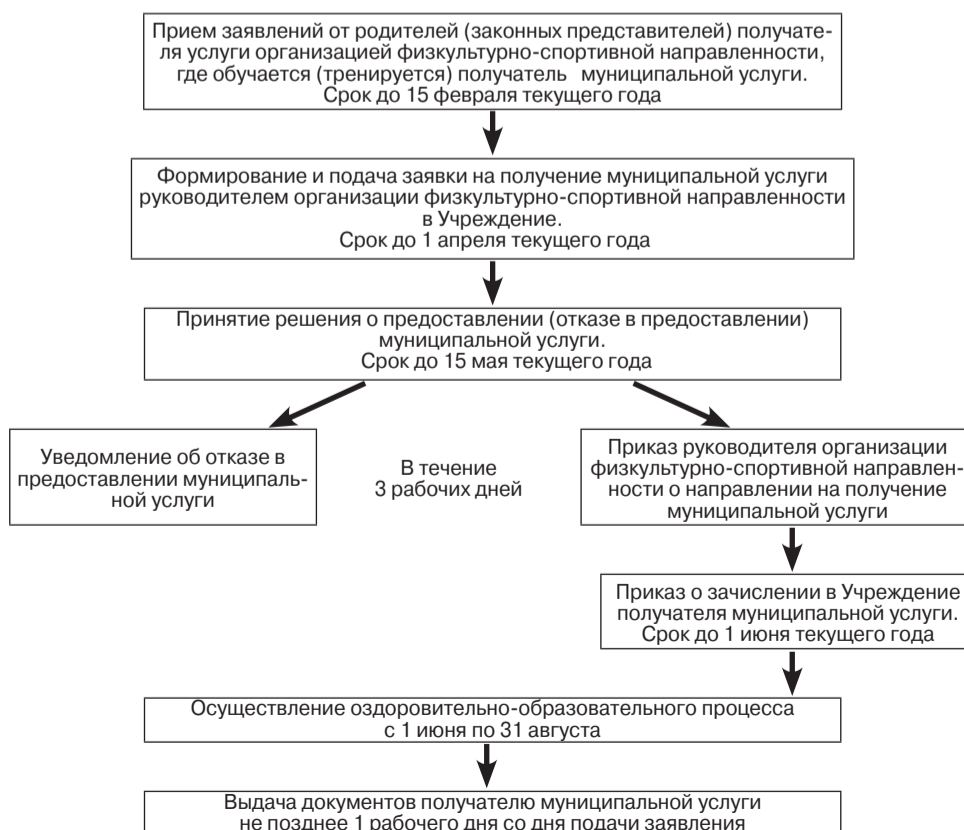 Прием заявлений от родителей (законных представителей) получате-
ля услуги организацией физкультурно-спортивной направленности,
где обучается (тренируется) получатель муниципальной услуги.
Срок до 15 февраля текущего года
Формирование и подача заявки на получение муниципальной услуги
руководителем организации физкультурно-спортивной направленности
в Учреждение.
Срок до 1 апреля текущего года
Принятие решения о предоставлении (отказе в предоставлении)
муниципальной услуги.
Срок до 15 мая текущего года
Уведомление об отказе в
предоставлении муниципаль-
ной услуги
В течение
3 рабочих дней
Приказ руководителя организации
физкультурно-спортивной направлен-
ности о направлении на получение
муниципальной услуги
Приказ о зачислении в Учреждение
получателя муниципальной услуги.
Срок до 1 июня текущего года
Осуществление оздоровительно-образовательного процесса
с 1 июня по 31 августа
Выдача документов получателю муниципальной услуги
не позднее 1 рабочего дня со дня подачи заявления